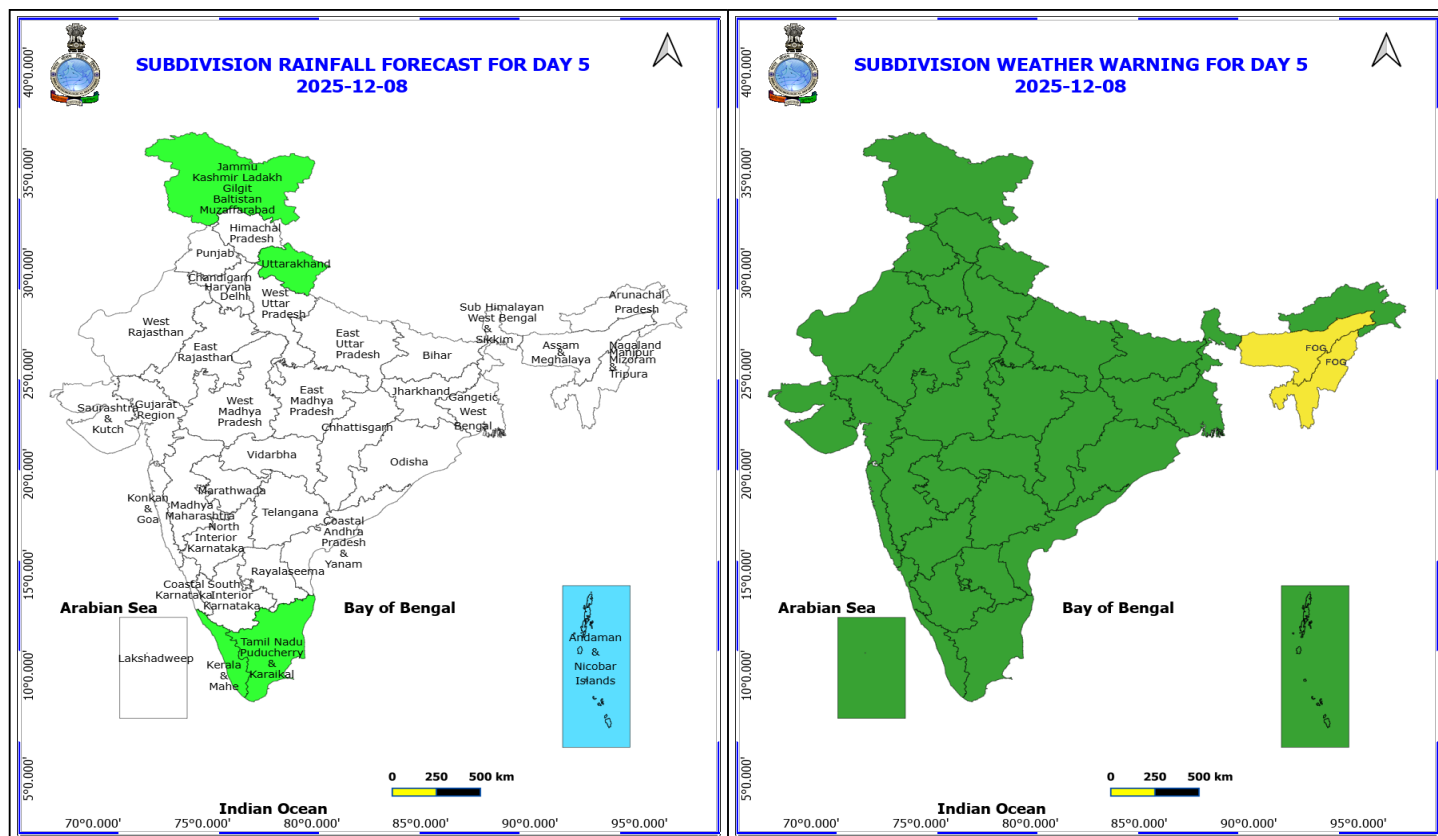 SUBDIVISION RAINFALL FORECAST FOR DAY 5
2025-12-08
40°0.000'
35°0.000'
30°0.000'
25°0.000'
20°0.000'
15°0.000'
10°0.000'
5°0.000'
Jammu
Kashmir Ladakh
Gilgit
Baltistan
Muzaffarabad
Himachal
Pradesh
Punjab
Uttarakhand
Chandigarh
Haryana
Delhi
West
Uttar
Pradesh
Arunachal
Pradesh
Sub Himalayan
West Bengal
&
Sikkim
West
Rajasthan
East
Rajasthan
East
Uttar
Pradesh
Bihar
Assam
&
Meghalaya
Nagaland
Manipur
Mizoram
&
Tripura
Saurashtra
&
Kutch
Gujarat
Region
West
Madhya
Pradesh
East
Madhya
Pradesh
Jharkhand
Gangetic
West
Bengal
Chhattisgarh
Vidarbha
Odisha
Konkan
&
Goa
Madhya
Maharashtra
Marathwada
Telangana
North
Interior
Karnataka
Coastal
Andhra
Pradesh
&
Yanam
Rayalaseema
Coastal
Karnataka
South
Interior
Karnataka
Arabian Sea
Bay of Bengal
Lakshadweep
Kerala
&
Mahe
Tamil Nadu
Puducherry
&
Karaikal
Andaman
&
Nicobar
Islands
0 250 500 km
Indian Ocean
70°0.000' 75°0.000' 80°0.000' 85°0.000' 90°0.000' 95°0.000'
SUBDIVISION WEATHER WARNING FOR DAY 5
2025-12-08
40°0.000'
35°0.000'
30°0.000'
25°0.000'
20°0.000'
15°0.000'
10°0.000'
5°0.000'
FOG
FOG
Arabian Sea
Bay of Bengal
0 250 500 km
Indian Ocean
70°0.000' 75°0.000' 80°0.000' 85°0.000' 90°0.000' 95°0.000'